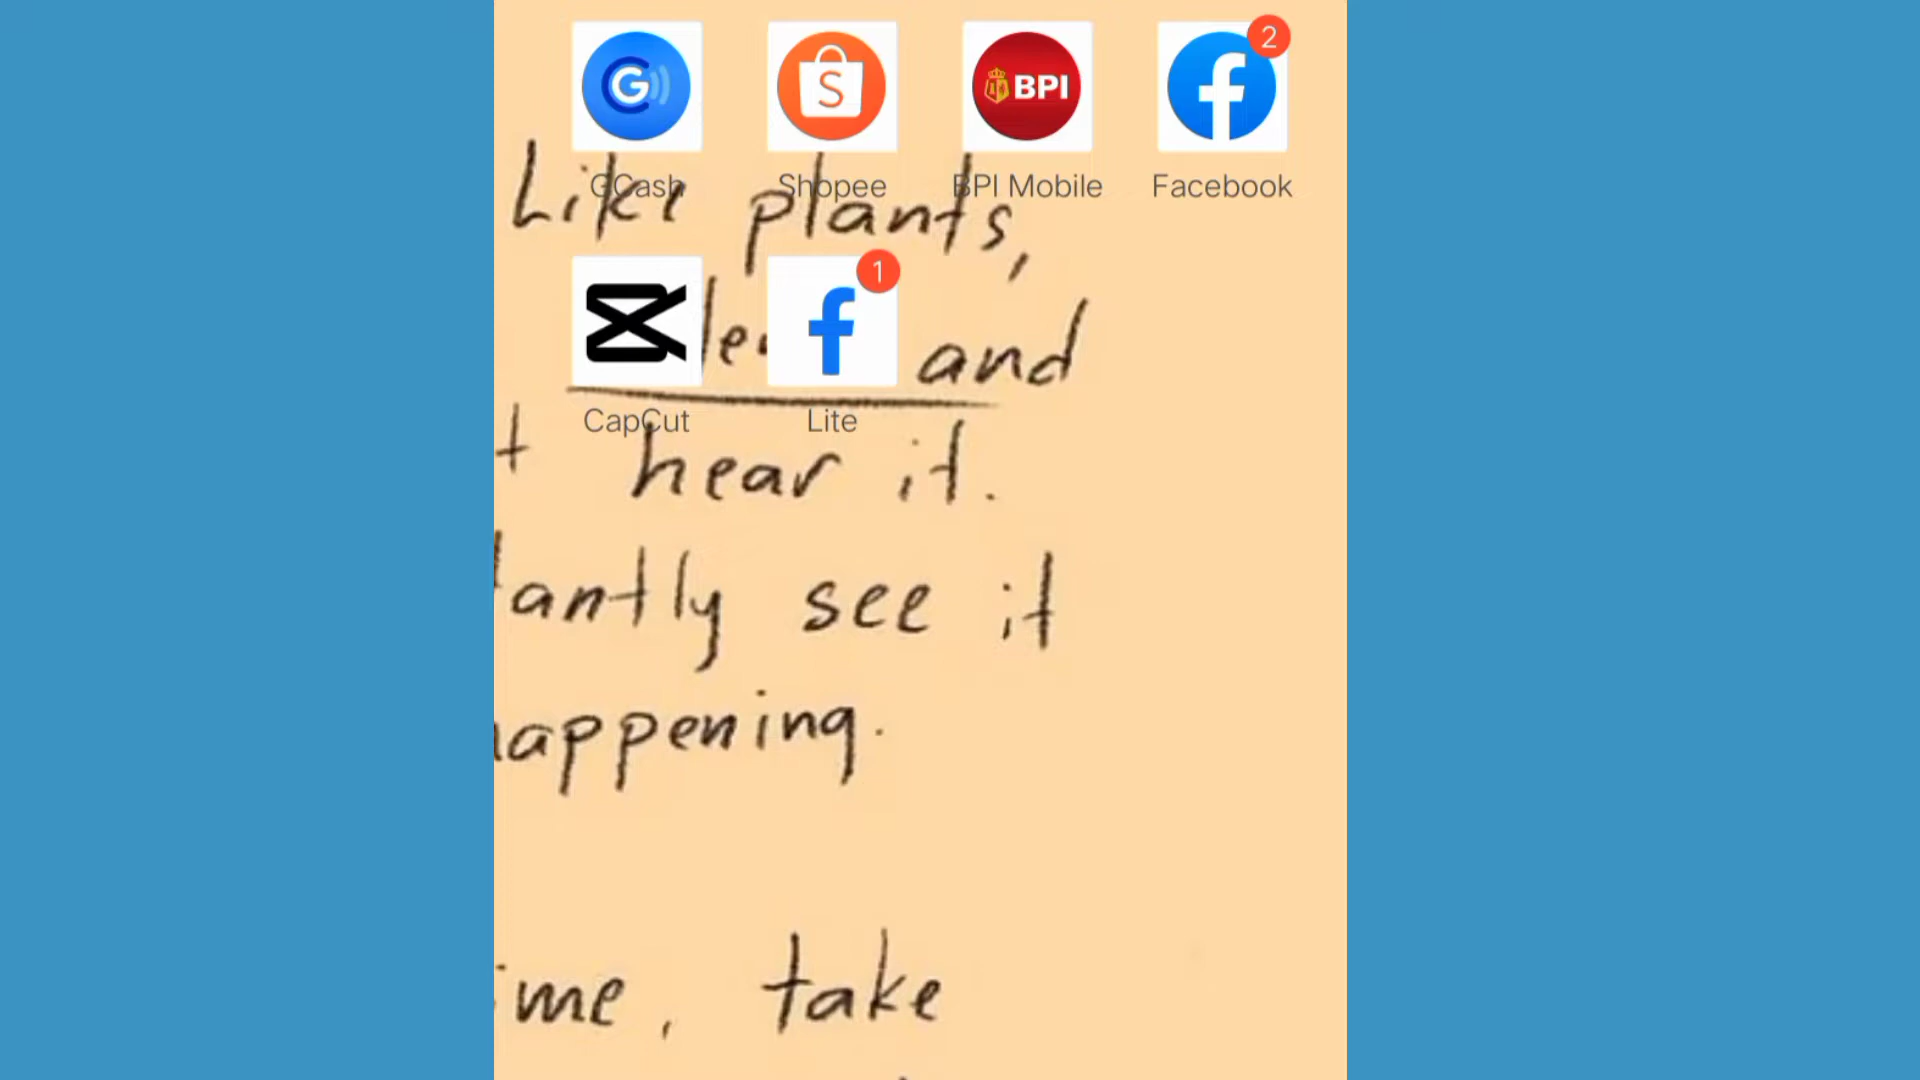 2
BPI
GCash Shopee BPI Mobile Facebook
Like plants,
1
and
CapCut Lite
hear it.
antly see it
appening.
me, take